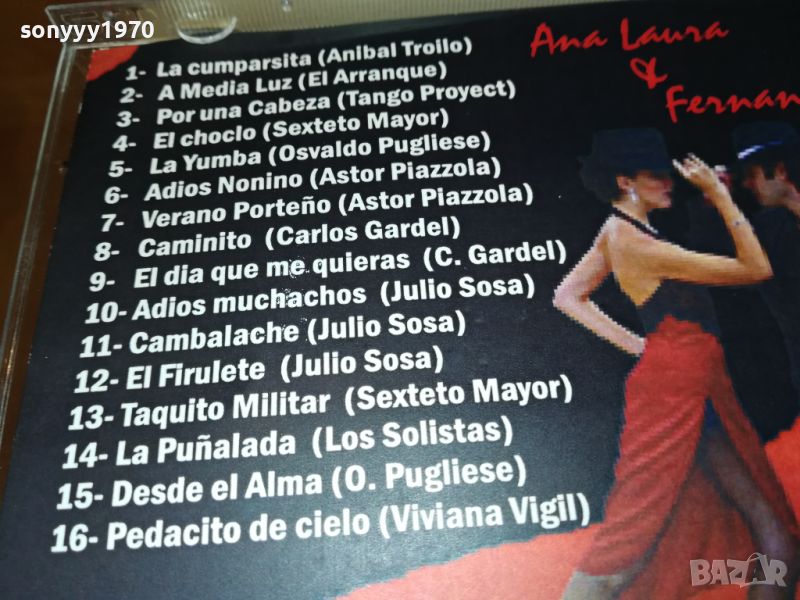 sonyyy1970
1- La cumparsita (Anibal Troilo)
2- A Media Luz (El Arranque)
3- Por una Cabeza (Tango Proyect)
4- El choclo (Sexteto Mayor)
5- La Yumba (Osvaldo Pugliese)
6- Adios Nonino (Astor Piazzola)
7- Verano Porteño (Astor Piazzola)
8- Caminito (Carlos Gardel)
9- El dia que me quieras (C. Gardel)
10- Adios muchachos (Julio Sosa)
11- Cambalache (Julio Sosa)
12- El Firulete (Julio Sosa)
13- Taquito Militar (Sexteto Mayor)
14- La Puñalada (Los Solistas)
15- Desde el Alma (O. Pugliese)
16- Pedacito de cielo (Viviana Vigil)
Ana Laura
&
Fernan
BAZAR